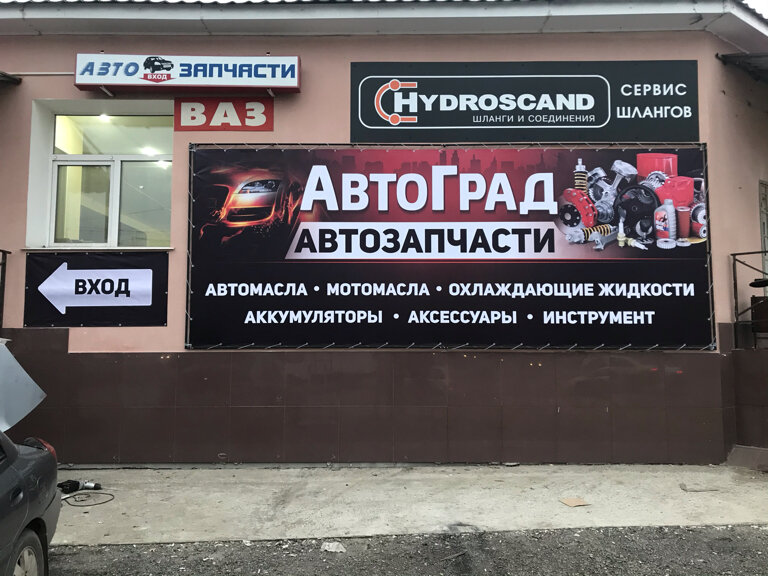 АВТО ВХОД ЗАПЧАСТИ
ВАЗ
HYDROSCAND
ШЛАНГИ И СОЕДИНЕНИЯ
СЕРВИС
ШЛАНГОВ
АВТОГРАД
АВТОЗАПЧАСТИ
АВТОМАСЛА • МОТОМАСЛА • ОХЛАЖДАЮЩИЕ ЖИДКОСТИ
АККУМУЛЯТОРЫ • АКСЕССУАРЫ • ИНСТРУМЕНТ
ВХОД